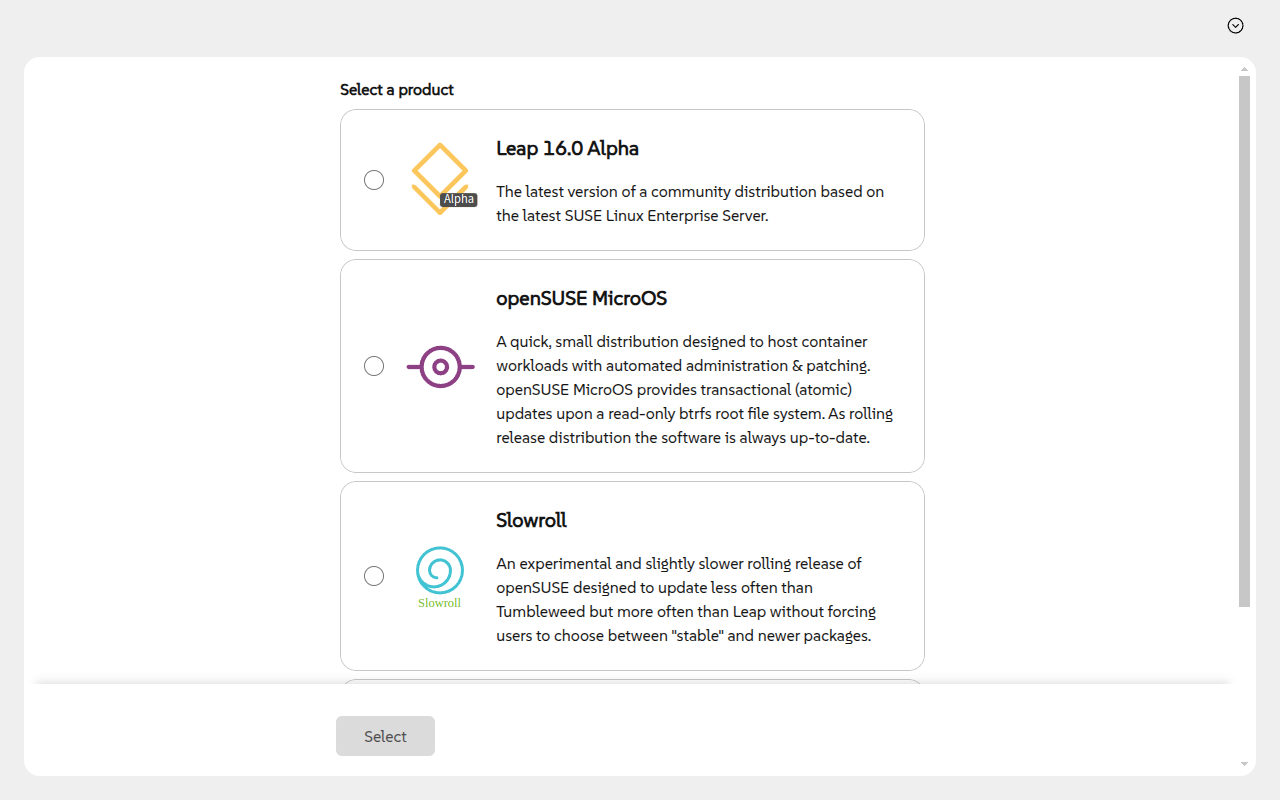 Select a product
Leap 16.0 Alpha
The latest version of a community distribution based on
the latest SUSE Linux Enterprise Server.
Alpha
openSUSE MicroOS
A quick, small distribution designed to host container
workloads with automated administration & patching.
openSUSE MicroOS provides transactional (atomic)
updates upon a read-only btrfs root file system. As rolling
release distribution the software is always up-to-date.
Slowroll
An experimental and slightly slower rolling release of
openSUSE designed to update less often than
Tumbleweed but more often than Leap without forcing
users to choose between "stable" and newer packages.
Slowroll
Select